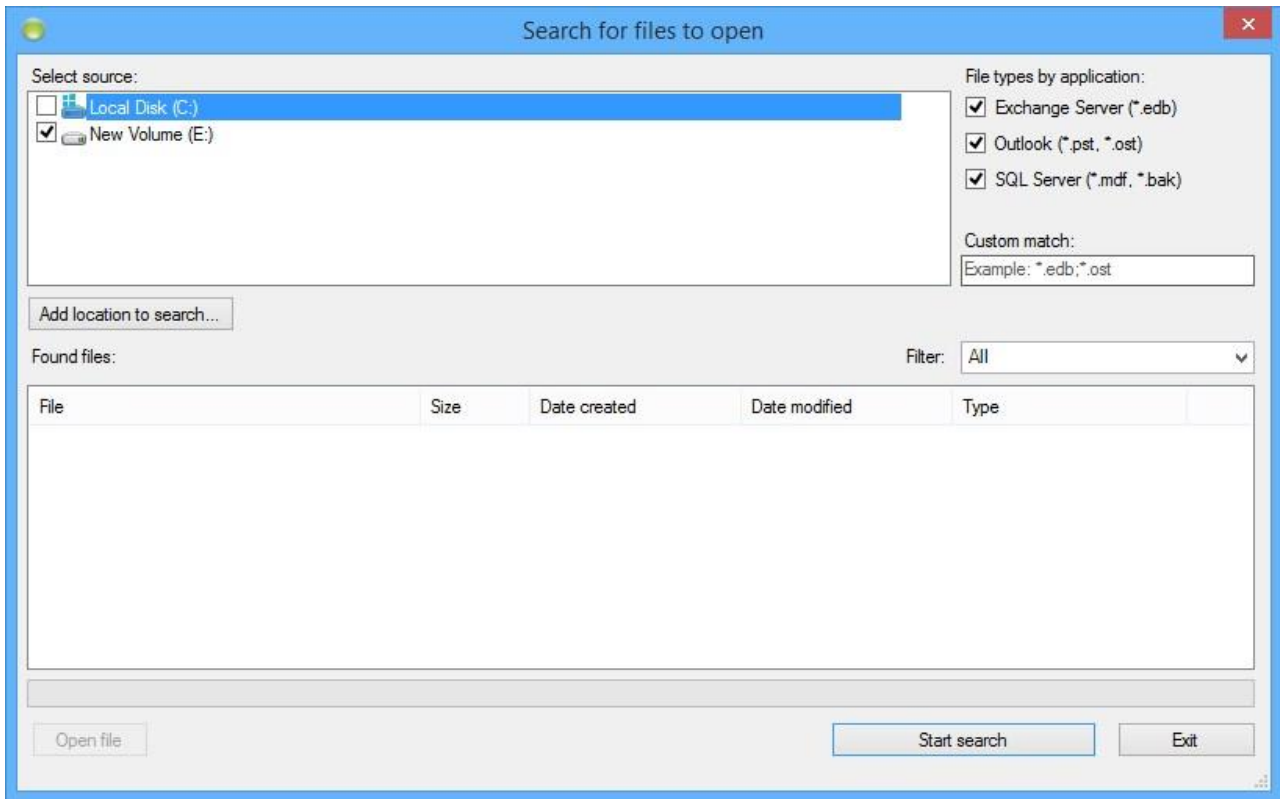 Search for files to open
Select source:
Local Disk (C:)
New Volume (E:)
File types by application:
Exchange Server (*.edb)
Outlook (*.pst, *.ost)
SQL Server (*.mdf, *.bak)
Custom match:
Example: *.edb;*.ost
Add location to search...
Found files:
Filter: All
File Size Date created Date modified Type
Open file Start search Exit